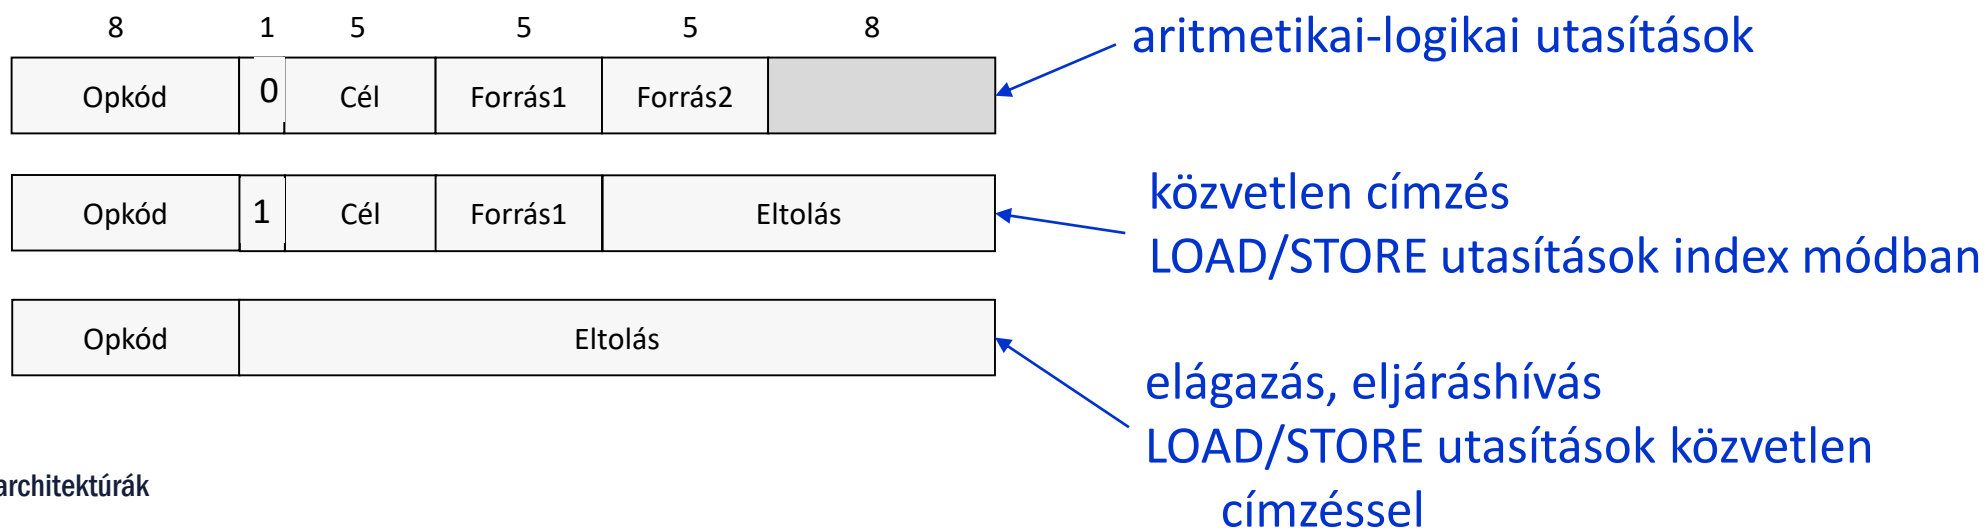 8 1 5 5 5 8
Opkód 0 Cél Forrás1 Forrás2
aritmetikai-logikai utasítások
Opkód 1 Cél Forrás1 Eltolás
közvetlen címzés
LOAD/STORE utasítások index módban
Opkód Eltolás
elágazás, eljáráshívás
LOAD/STORE utasítások közvetlen
címzéssel
architektúrák